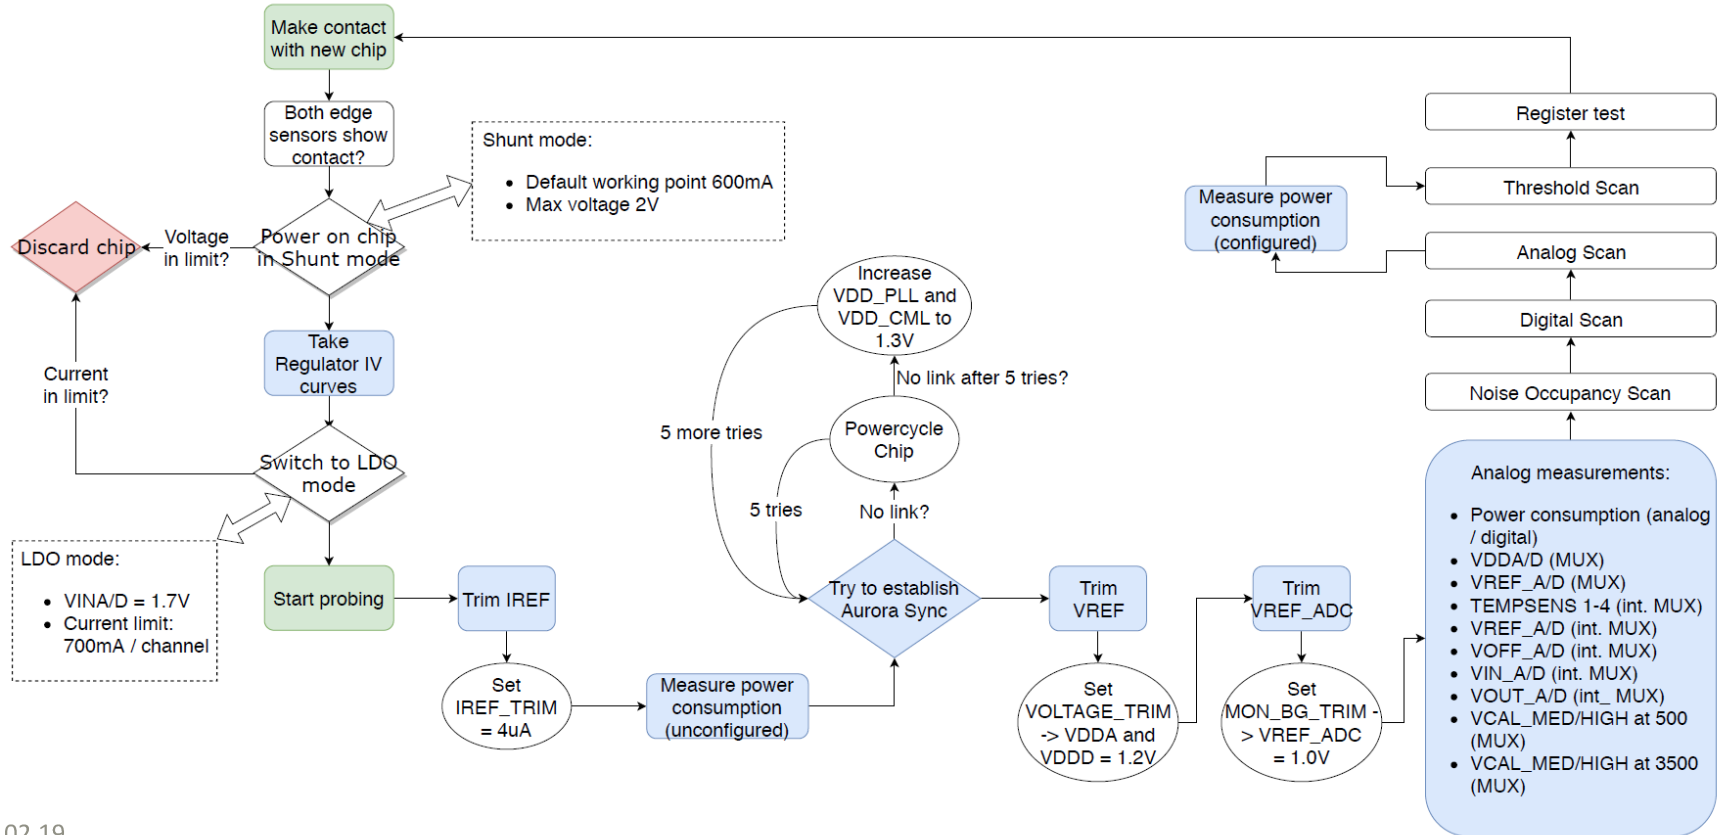 Make contact
with new chip
Both edge
sensors show
contact?
Shunt mode:
• Default working point 600mA
• Max voltage 2V
Discard chip
Voltage
in limit?
Power on chip
in Shunt mode
Take
Regulator IV
curves
Current
in limit?
Switch to LDO
mode
LDO mode:
• VINA/D = 1.7V
• Current limit:
700mA / channel
Start probing
Trim IREF
Set
IREF_TRIM
= 4uA
Measure power
consumption
(unconfigured)
Increase
VDD_PLL and
VDD_CML to
1.3V
No link after 5 tries?
5 more tries
Powercycle
Chip
5 tries
No link?
Try to establish
Aurora Sync
Trim
VREF
Set
VOLTAGE_TRIM
-> VDDA and
VDDD = 1.2V
Trim
VREF_ADC
Set
MON_BG_TRIM -
> VREF_ADC
= 1.0V
Analog measurements:
• Power consumption (analog
/ digital)
• VDDA/D (MUX)
• VREF_A/D (MUX)
• TEMPSENS 1-4 (int. MUX)
• VREF_A/D (int. MUX)
• VOFF_A/D (int. MUX)
• VIN_A/D (int. MUX)
• VOUT_A/D (int_ MUX)
• VCAL_MED/HIGH at 500
(MUX)
• VCAL_MED/HIGH at 3500
(MUX)
Noise Occupancy Scan
Digital Scan
Analog Scan
Measure power
consumption
(configured)
Threshold Scan
Register test
02.19